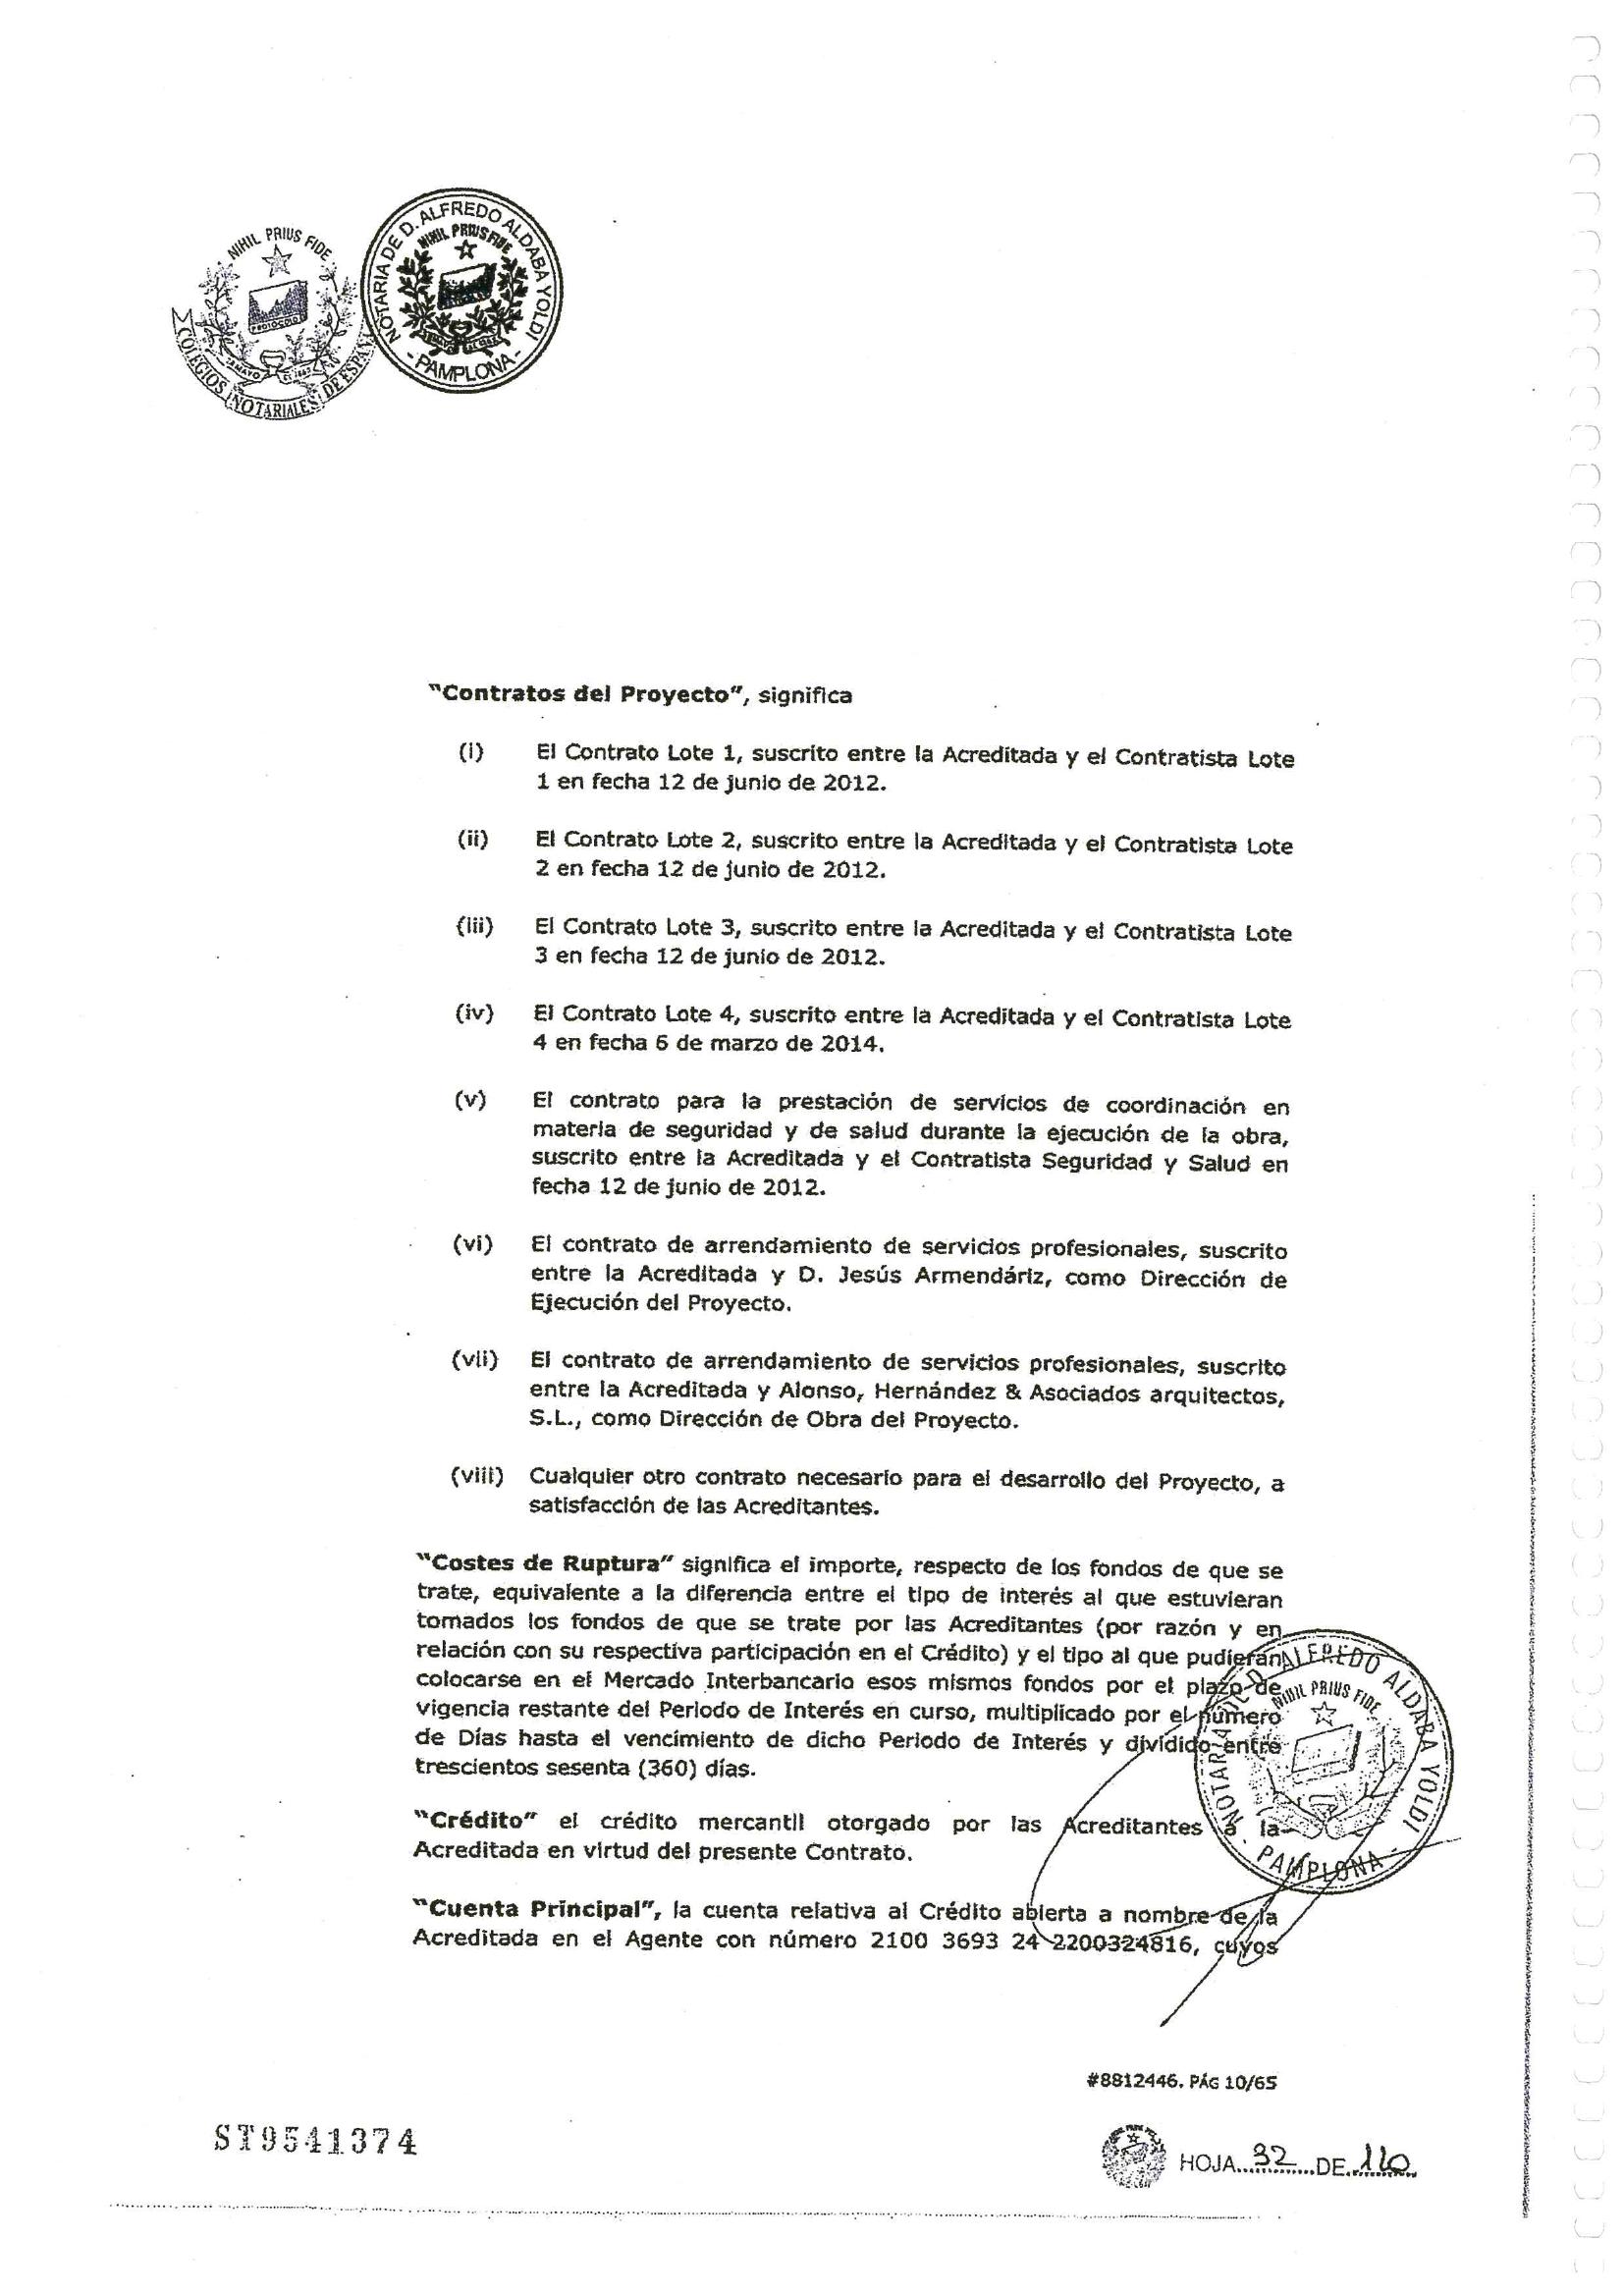 NIHIL PRIUS FIDE
PROTOCOLO
COLEGIOS NOTARIALES DE ESPAÑA
NOTARIA DE D. ALFREDO ALDABA YOLDI
NIHIL PRIUS FIDE
- PAMPLONA -
"Contratos del Proyecto", significa
(i) El Contrato Lote 1, suscrito entre la Acreditada y el Contratista Lote
1 en fecha 12 de junio de 2012.
(ii) El Contrato Lote 2, suscrito entre la Acreditada y el Contratista Lote
2 en fecha 12 de junio de 2012.
(iii) El Contrato Lote 3, suscrito entre la Acreditada y el Contratista Lote
3 en fecha 12 de junio de 2012.
(iv) El Contrato Lote 4, suscrito entre la Acreditada y el Contratista Lote
4 en fecha 6 de marzo de 2014.
(v) El contrato para la prestación de servicios de coordinación en
materia de seguridad y de salud durante la ejecución de la obra,
suscrito entre la Acreditada y el Contratista Seguridad y Salud en
fecha 12 de junio de 2012.
(vi) El contrato de arrendamiento de servicios profesionales, suscrito
entre la Acreditada y D. Jesús Armendáriz, como Dirección de
Ejecución del Proyecto.
(vii) El contrato de arrendamiento de servicios profesionales, suscrito
entre la Acreditada y Alonso, Hernández & Asociados arquitectos,
S.L., como Dirección de Obra del Proyecto.
(viii) Cualquier otro contrato necesario para el desarrollo del Proyecto, a
satisfacción de las Acreditantes.
"Costes de Ruptura" significa el importe, respecto de los fondos de que se
trate, equivalente a la diferencia entre el tipo de interés al que estuvieran
tomados los fondos de que se trate por las Acreditantes (por razón y en
relación con su respectiva participación en el Crédito) y el tipo al que pudieran
colocarse en el Mercado Interbancario esos mismos fondos por el plazo de
vigencia restante del Periodo de Interés en curso, multiplicado por el número
de Días hasta el vencimiento de dicho Periodo de Interés y dividido entre
trescientos sesenta (360) días.
"Crédito" el crédito mercantil otorgado por las Acreditantes a la
Acreditada en virtud del presente Contrato.
"Cuenta Principal", la cuenta relativa al Crédito abierta a nombre de la
Acreditada en el Agente con número 2100 3693 24 2200324816, cuyos
NOTARIA DE D. ALFREDO ALDABA YOLDI
NIHIL PRIUS FIDE
- PAMPLONA -
#8812446. PÁG 10/65
ST9541374
HOJA 32 DE 110